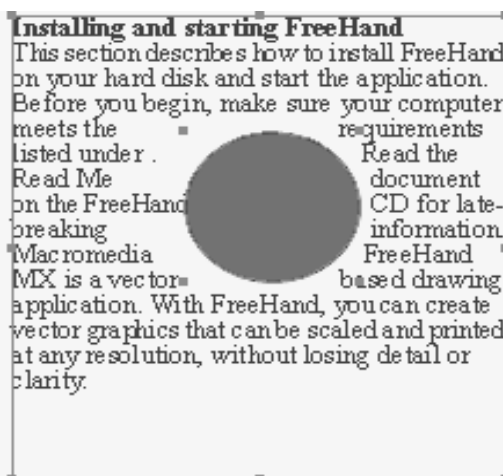 Installing and starting FreeHand
This section describes how to install FreeHand
on your hard disk and start the application.
Before you begin, make sure your computer
meets the requirements
listed under . Read the
Read Me document
on the FreeHand CD for late-
breaking information.
Macromedia FreeHand
MX is a vector- based drawing
application. With FreeHand, you can create
vector graphics that can be scaled and printed
at any resolution, without losing detail or
clarity.